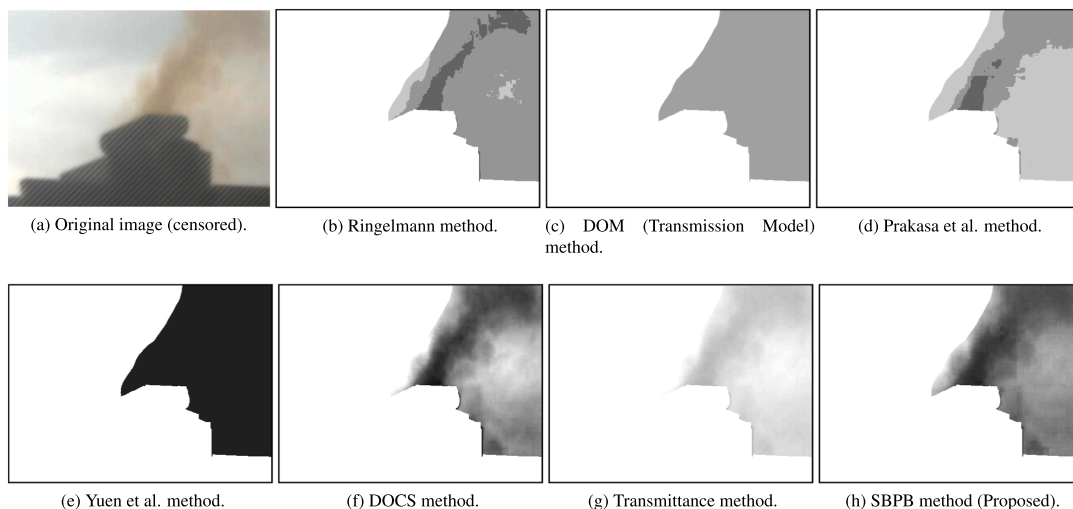 (a) Original image (censored).
(b) Ringelmann method.
(c) DOM (Transmission Model)
method.
(d) Prakasa et al. method.
(e) Yuen et al. method.
(f) DOCS method.
(g) Transmittance method.
(h) SBPB method (Proposed).